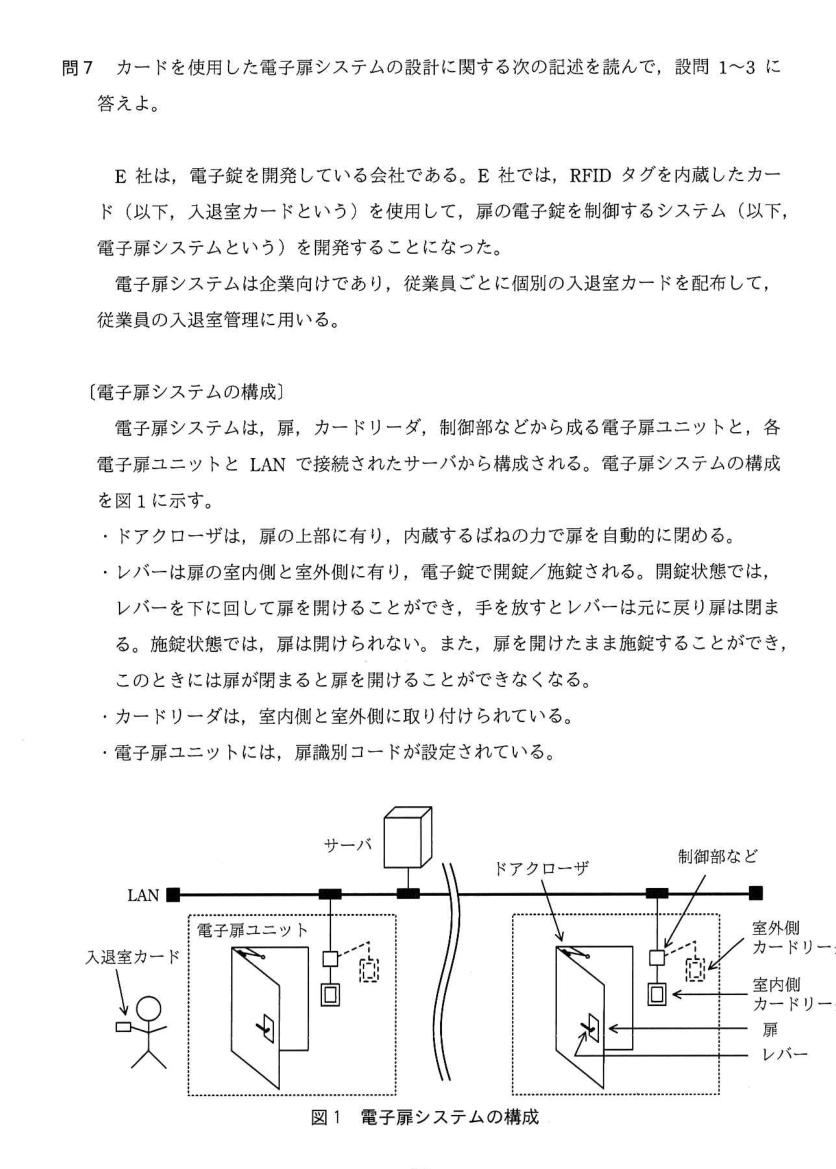 問7 カードを使用した電子扉システムの設計に関する次の記述を読んで，設問 1～3 に
答えよ。
E 社は，電子錠を開発している会社である。E 社では，RFID タグを内蔵したカー
ド（以下，入退室カードという）を使用して，扉の電子錠を制御するシステム（以下，
電子扉システムという）を開発することになった。
電子扉システムは企業向けであり，従業員ごとに個別の入退室カードを配布して，
従業員の入退室管理に用いる。
〔電子扉システムの構成〕
電子扉システムは，扉，カードリーダ，制御部などから成る電子扉ユニットと，各
電子扉ユニットと LAN で接続されたサーバから構成される。電子扉システムの構成
を図1に示す。
・ドアクローザは，扉の上部に有り，内蔵するばねの力で扉を自動的に閉める。
・レバーは扉の室内側と室外側に有り，電子錠で開錠／施錠される。開錠状態では，
レバーを下に回して扉を開けることができ，手を放すとレバーは元に戻り扉は閉ま
る。施錠状態では，扉は開けられない。また，扉を開けたまま施錠することができ，
このときには扉が閉まると扉を開けることができなくなる。
・カードリーダは，室内側と室外側に取り付けられている。
・電子扉ユニットには，扉識別コードが設定されている。
サーバ
ドアクローザ
制御部など
LAN
電子扉ユニット
入退室カード
室外側
カードリー
室内側
カードリー
扉
レバー
図1 電子扉システムの構成